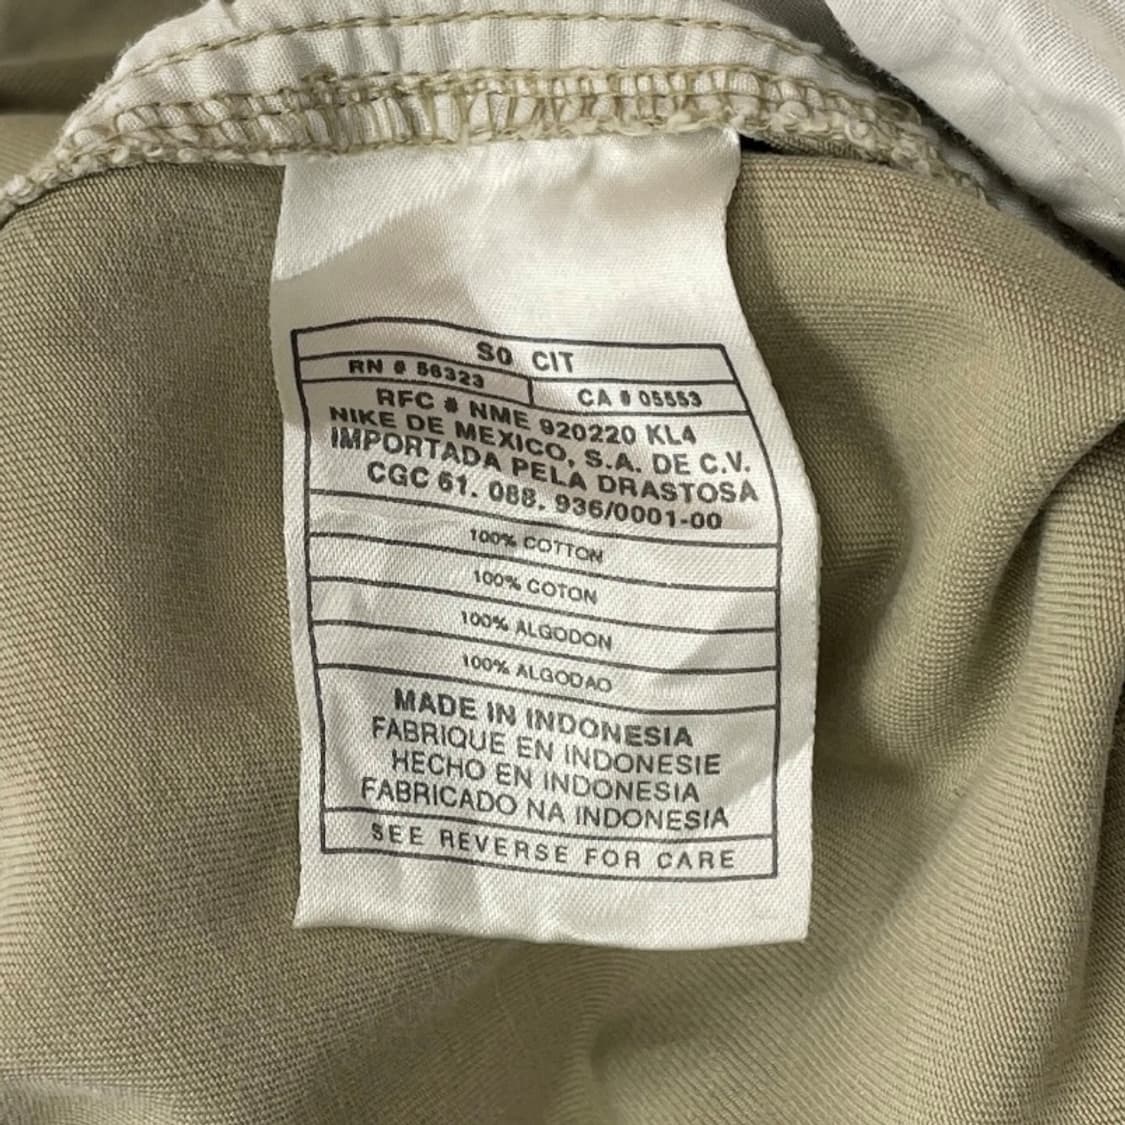 SO CIT
RN # 56323
CA # 05553
RFC # NME 920220 KL4
NIKE DE MEXICO, S.A. DE C.V.
IMPORTADA PELA DRASTOSA
CGC 61. 088. 936/0001-00
100% COTTON
100% COTON
100% ALGODON
100% ALGODAO
MADE IN INDONESIA
FABRIQUE EN INDONESIE
HECHO EN INDONESIA
FABRICADO NA INDONESIA
SEE REVERSE FOR CARE